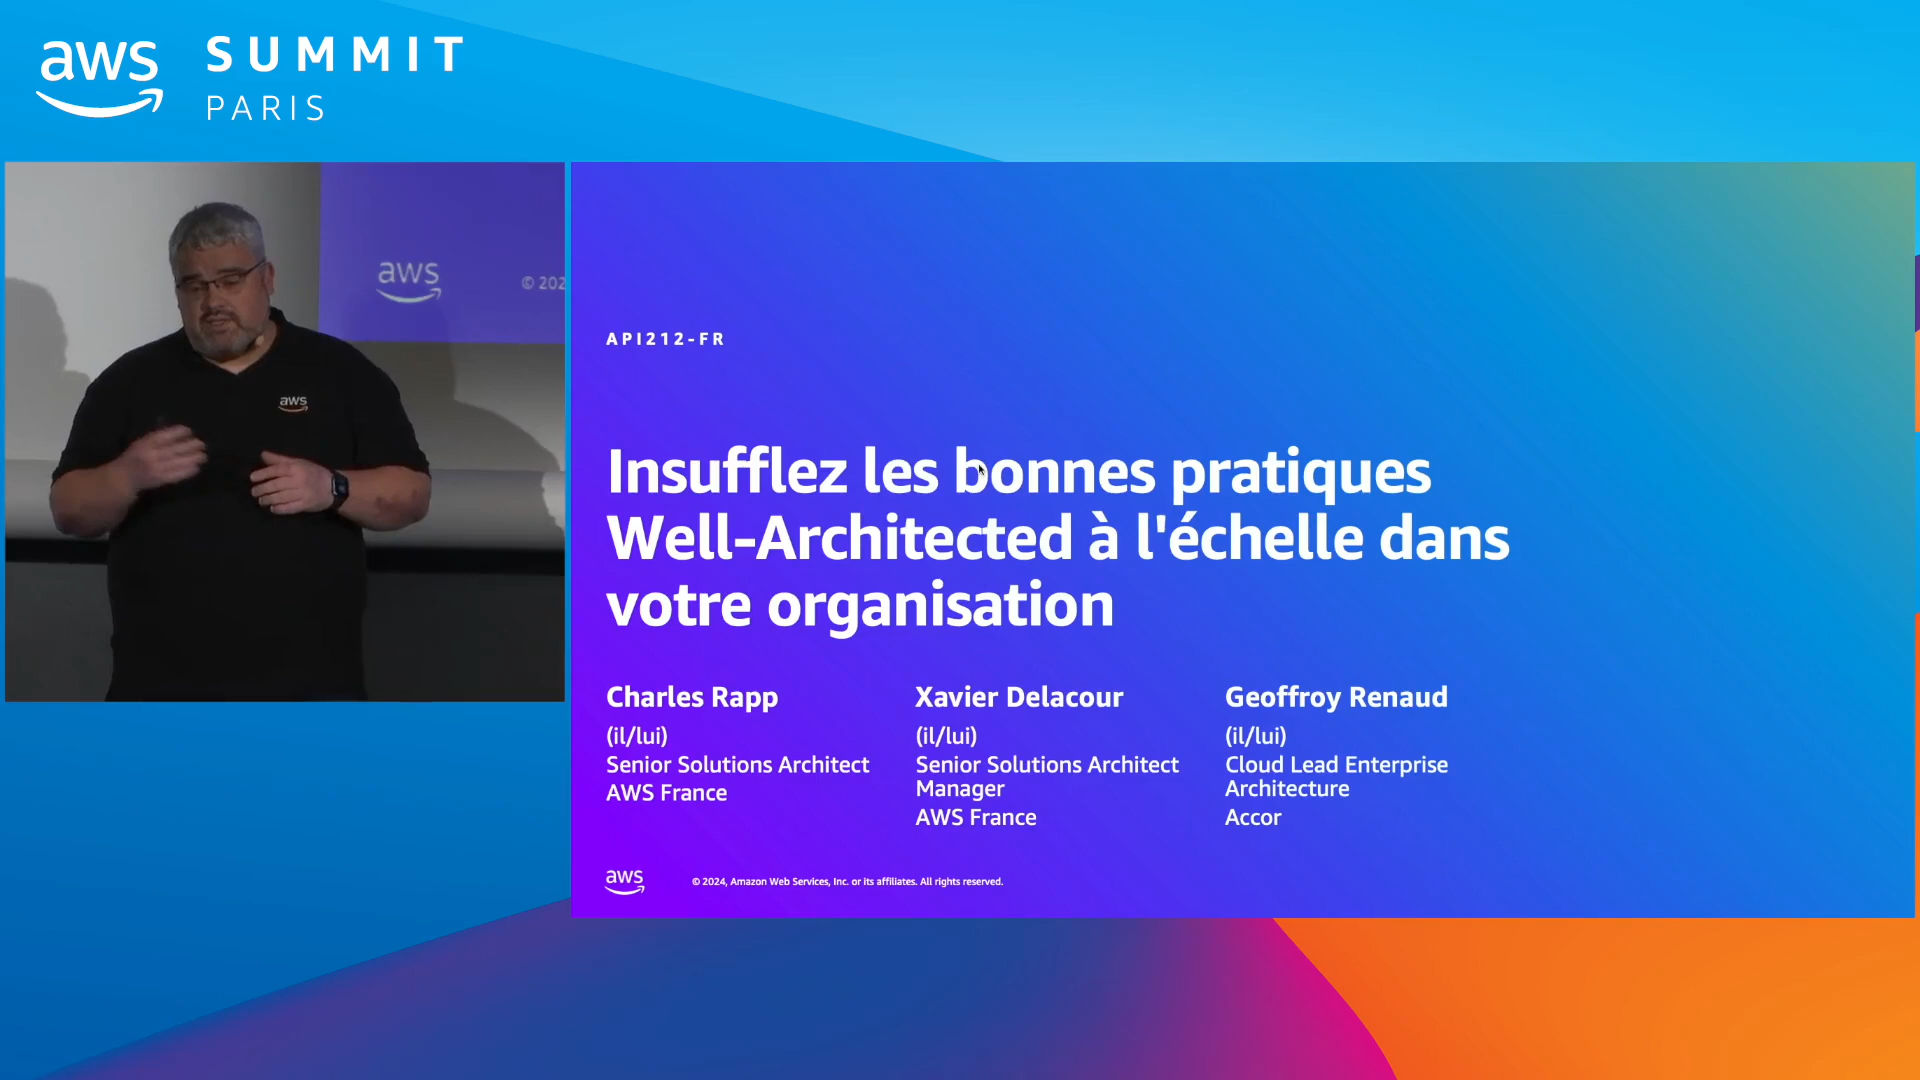 aws
SUMMIT
PARIS
aws
© 202
aws
API212-FR
Insufflez les bonnes pratiques
Well-Architected à l'échelle dans
votre organisation
Charles Rapp
(il/lui)
Senior Solutions Architect
AWS France
Xavier Delacour
(il/lui)
Senior Solutions Architect
Manager
AWS France
Geoffroy Renaud
(il/lui)
Cloud Lead Enterprise
Architecture
Accor
aws
© 2024, Amazon Web Services, Inc. or its affiliates. All rights reserved.